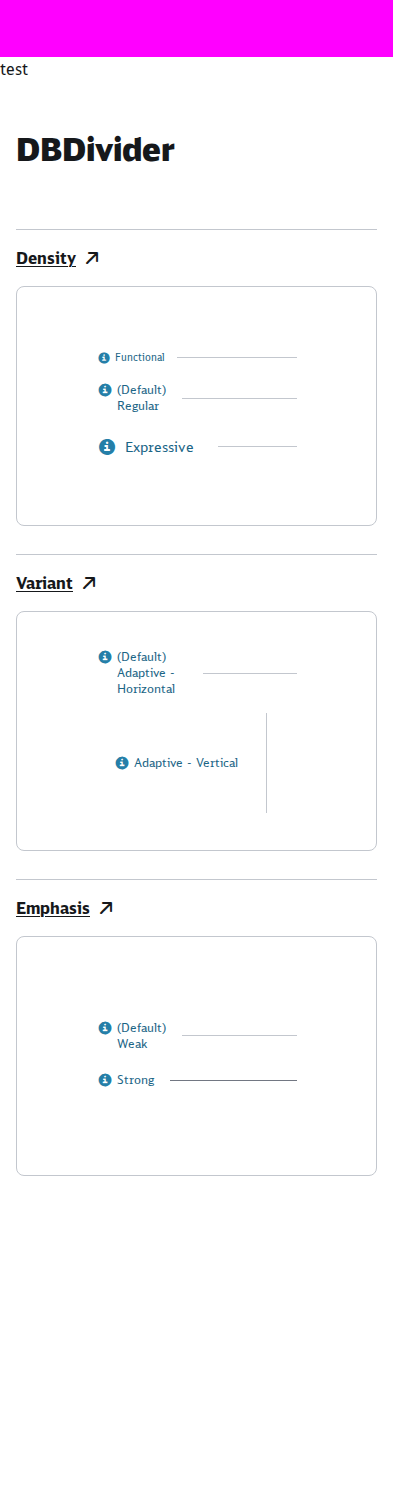 test
DBDivider
Density
Functional
(Default)
Regular
Expressive
Variant
(Default)
Adaptive -
Horizontal
Adaptive - Vertical
Emphasis
(Default)
Weak
Strong